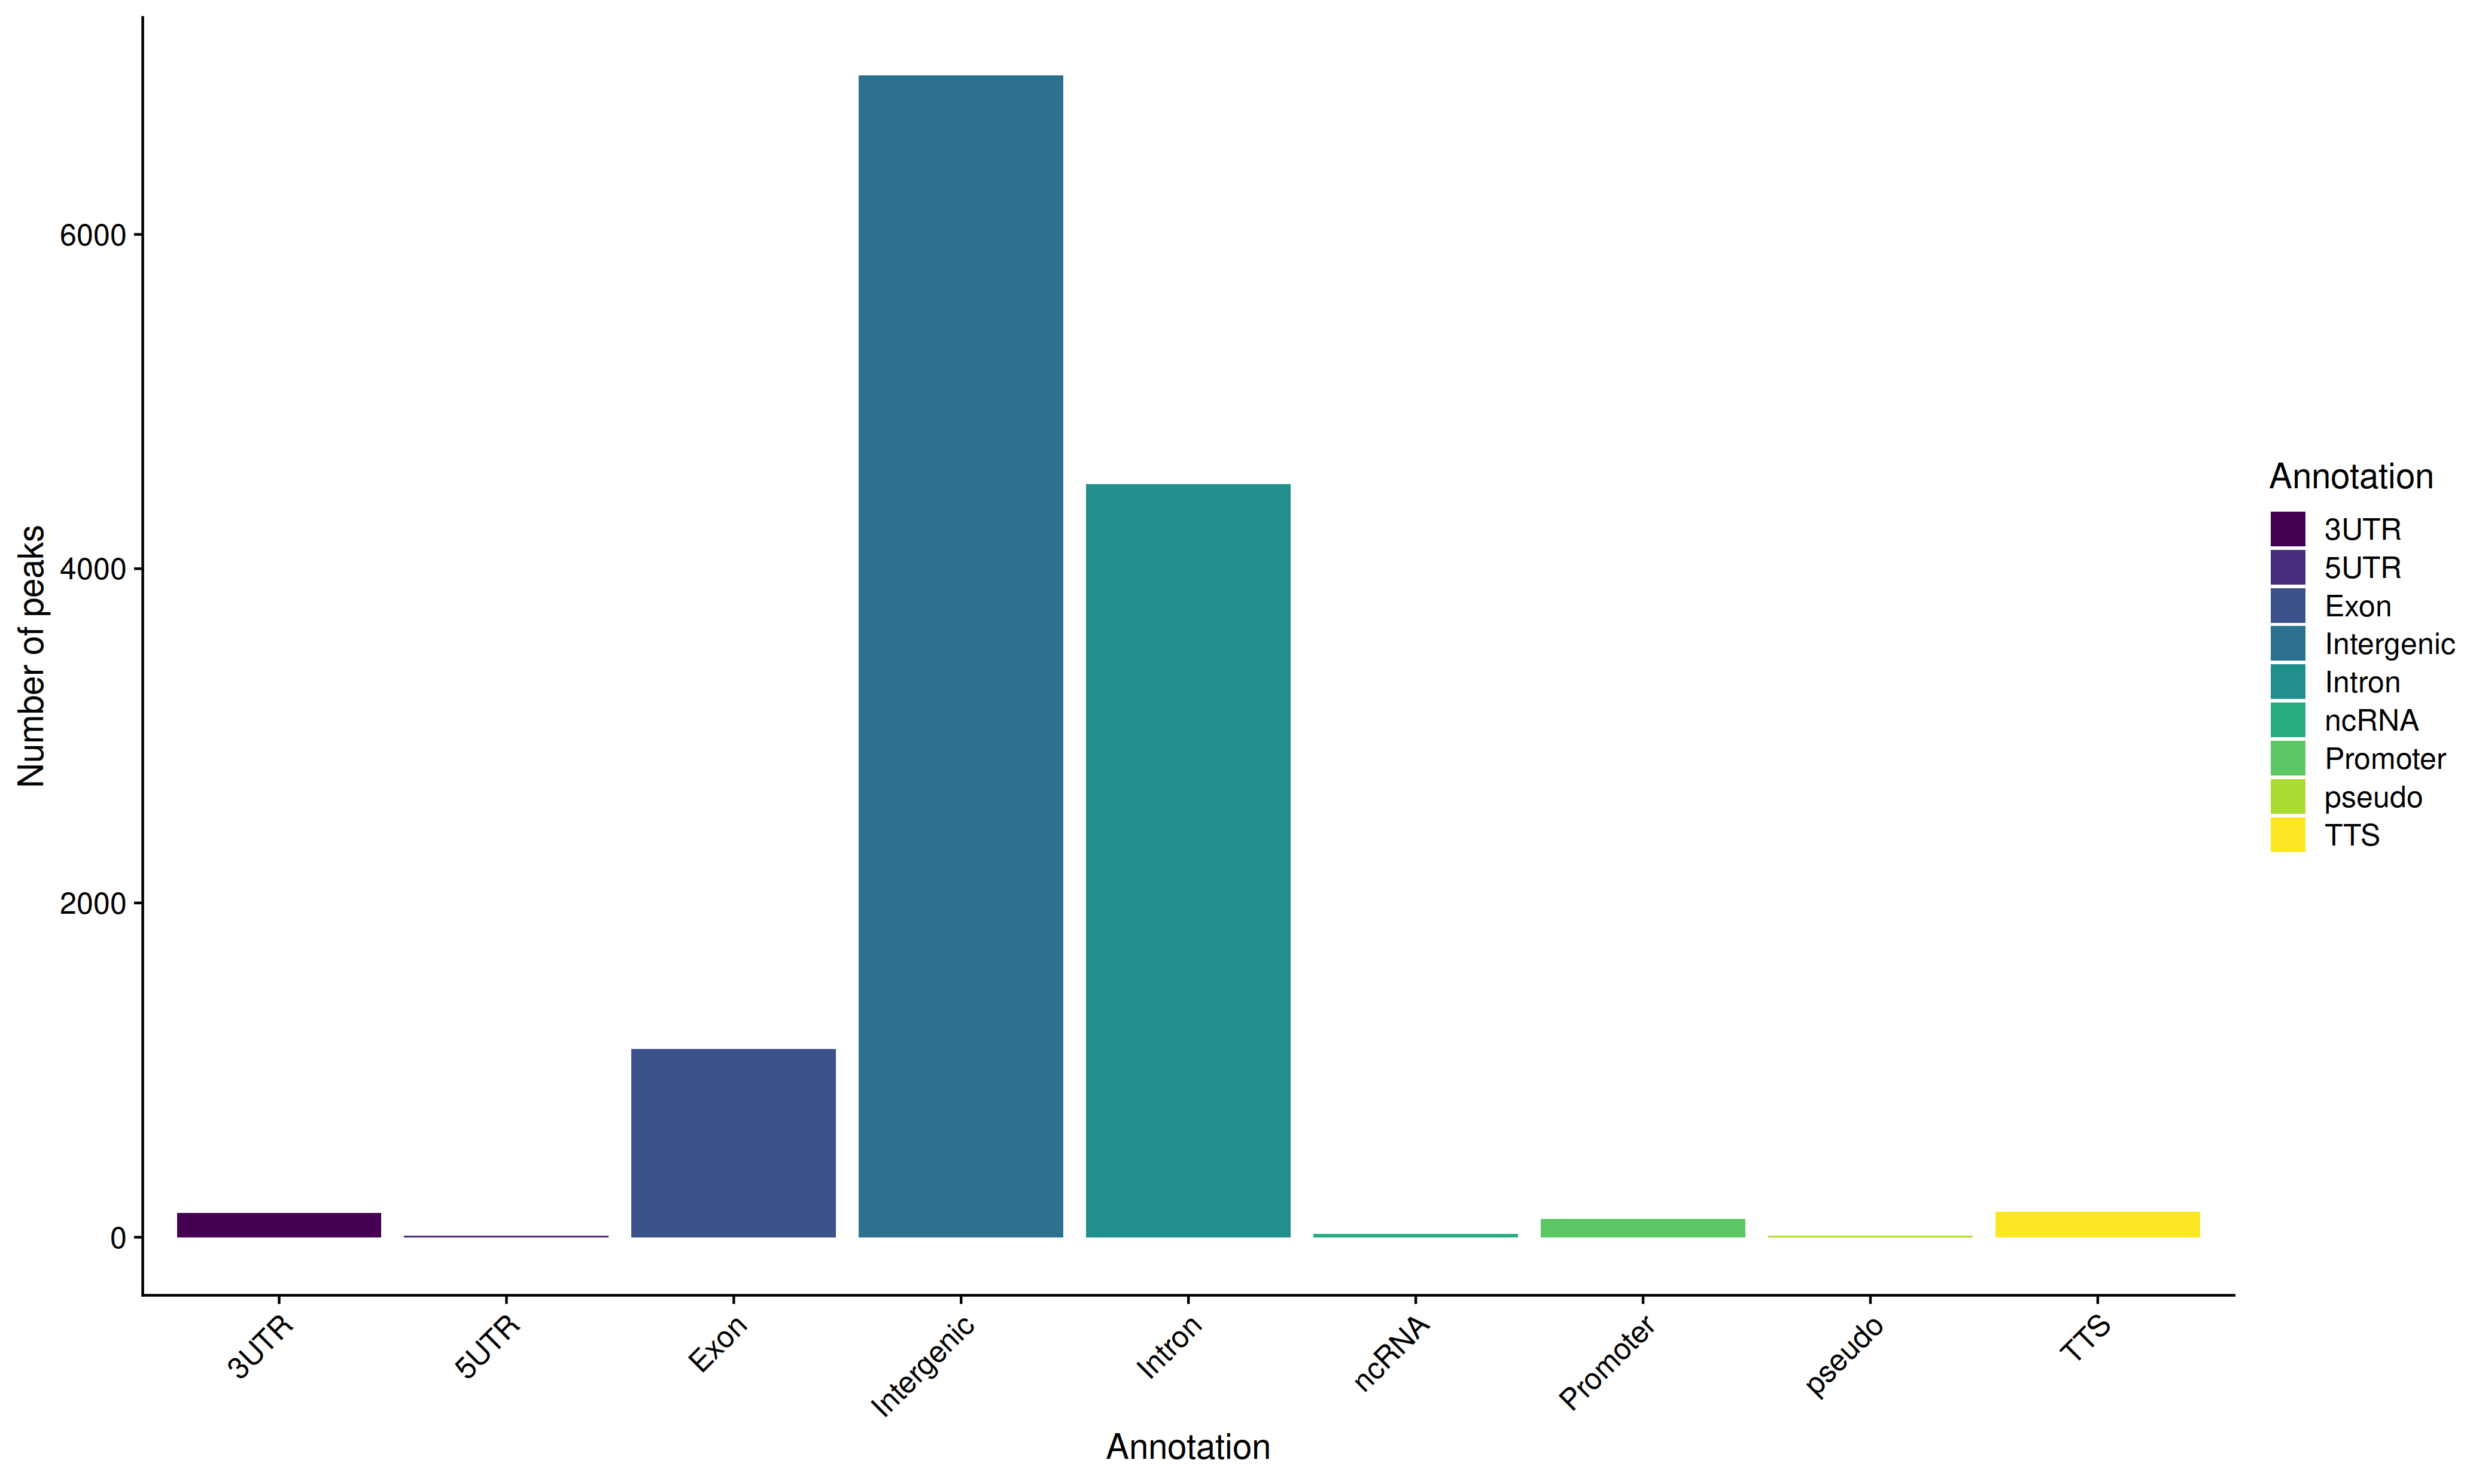 Number of peaks
6000
4000
2000
0
3UTR
5UTR
Exon
Intergenic
Intron
ncRNA
Promoter
pseudo
TTS
Annotation
Annotation
3UTR
5UTR
Exon
Intergenic
Intron
ncRNA
Promoter
pseudo
TTS